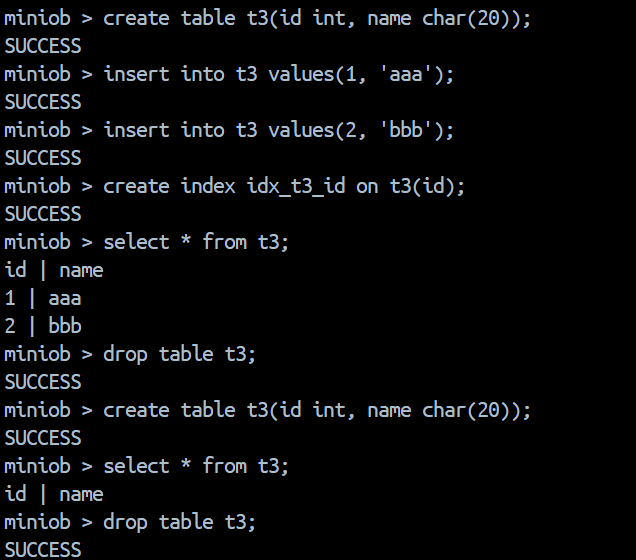 miniob > create table t3(id int, name char(20));
SUCCESS
miniob > insert into t3 values(1, 'aaa');
SUCCESS
miniob > insert into t3 values(2, 'bbb');
SUCCESS
miniob > create index idx_t3_id on t3(id);
SUCCESS
miniob > select * from t3;
id | name
1 | aaa
2 | bbb
miniob > drop table t3;
SUCCESS
miniob > create table t3(id int, name char(20));
SUCCESS
miniob > select * from t3;
id | name
miniob > drop table t3;
SUCCESS